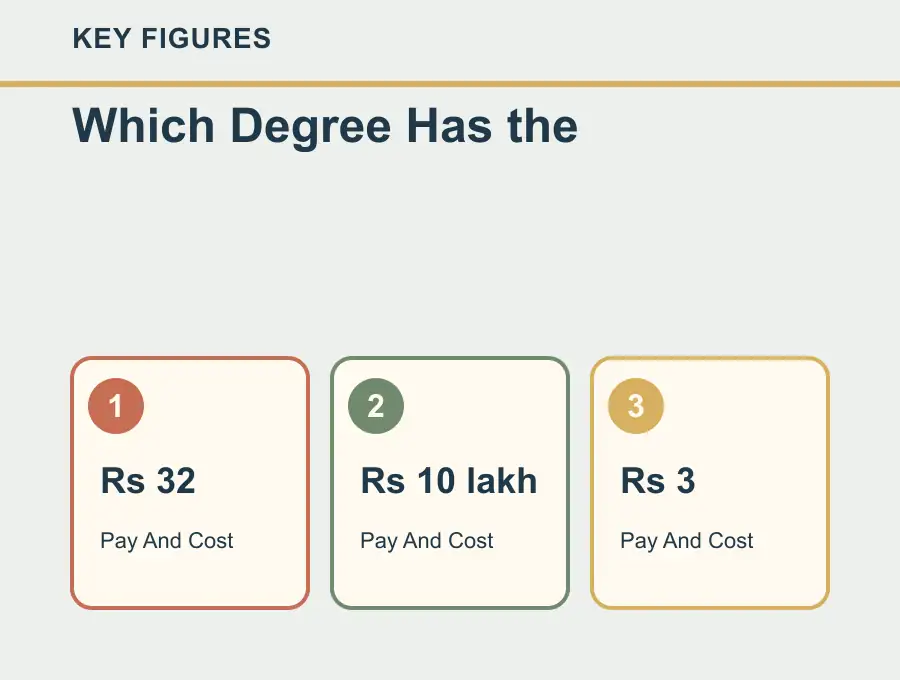 KEY FIGURES
Which Degree Has the
1
Rs 32
Pay And Cost
2
Rs 10 lakh
Pay And Cost
3
Rs 3
Pay And Cost